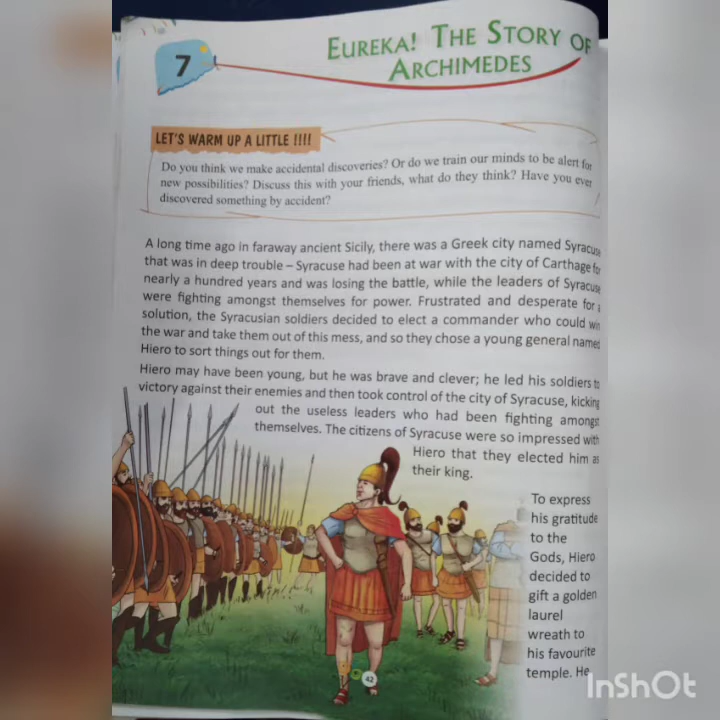 7
EUREKA! THE STORY OF
ARCHIMEDES
LET'S WARM UP A LITTLE !!!!
Do you think we make accidental discoveries? Or do we train our minds to be alert for
new possibilities? Discuss this with your friends, what do they think? Have you ever
discovered something by accident?
A long time ago in faraway ancient Sicily, there was a Greek city named Syracuse
that was in deep trouble – Syracuse had been at war with the city of Carthage for
nearly a hundred years and was losing the battle, while the leaders of Syracuse
were fighting amongst themselves for power. Frustrated and desperate for a
solution, the Syracusian soldiers decided to elect a commander who could win
the war and take them out of this mess, and so they chose a young general named
Hiero to sort things out for them.
Hiero may have been young, but he was brave and clever; he led his soldiers to
victory against their enemies and then took control of the city of Syracuse, kicking
out the useless leaders who had been fighting amongst
themselves. The citizens of Syracuse were so impressed with
Hiero that they elected him as
their king.
To express
his gratitude
to the
Gods, Hiero
decided to
gift a golden
laurel
wreath to
his favourite
temple. He
42
InShOt